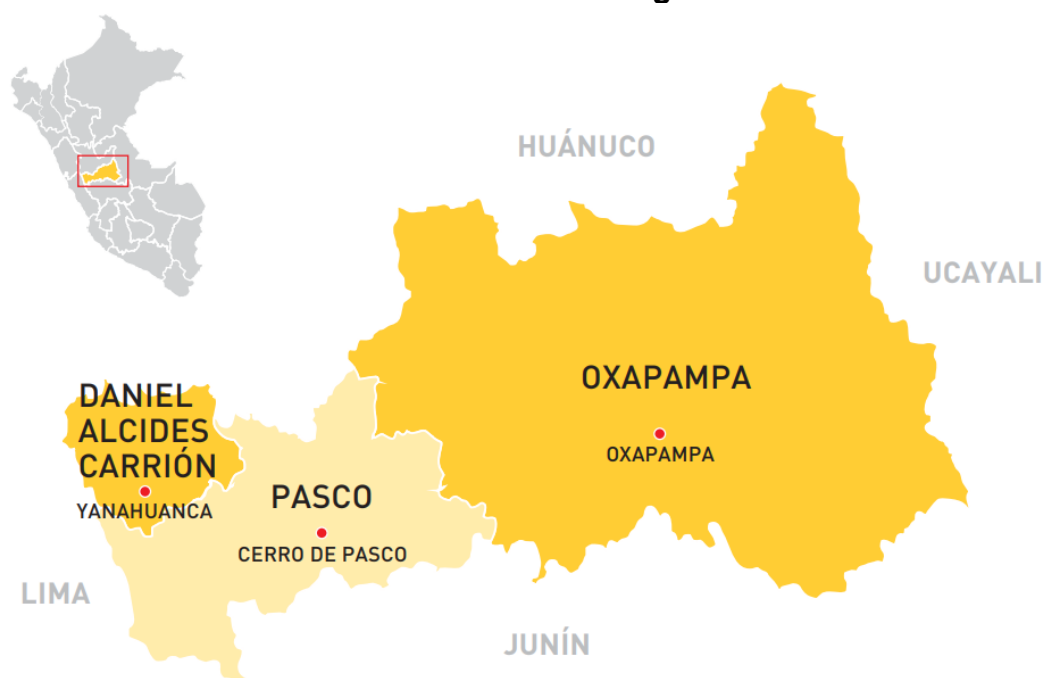 HUÁNUCO
UCAYALI
OXAPAMPA
OXAPAMPA
DANIEL
ALCIDES
CARRIÓN
YANAHUANCA
PASCO
CERRO DE PASCO
LIMA
JUNÍN